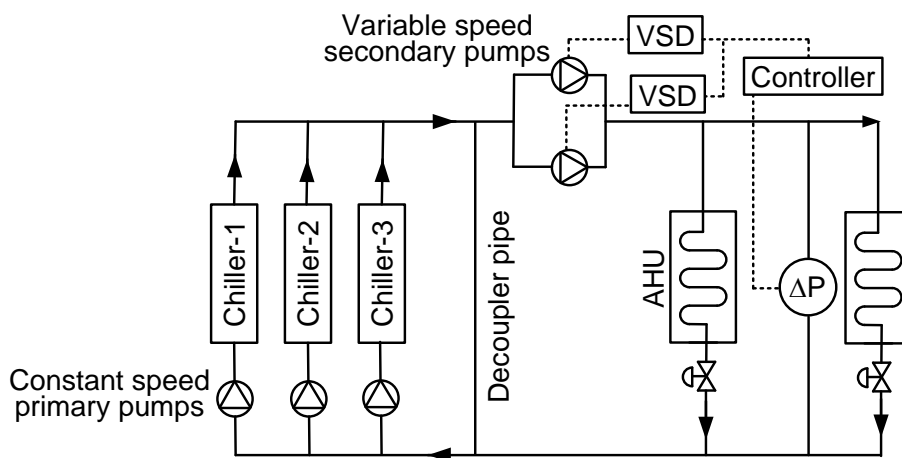 Variable speed
secondary pumps
VSD
VSD
Controller
Chiller-1
Chiller-2
Chiller-3
Decoupler pipe
AHU
ΔP
Constant speed
primary pumps